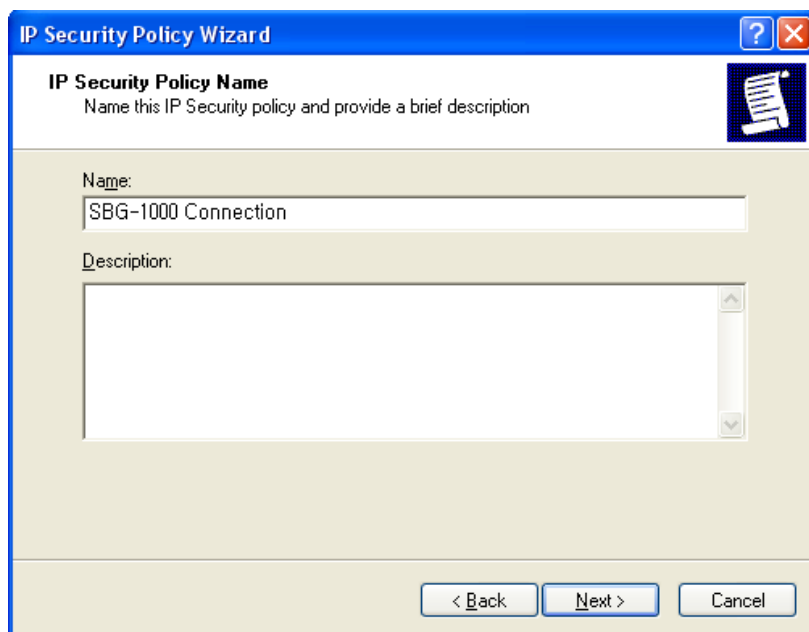 IP Security Policy Wizard
IP Security Policy Name
Name this IP Security policy and provide a brief description
Name:
SBG-1000 Connection
Description:
< Back
Next >
Cancel